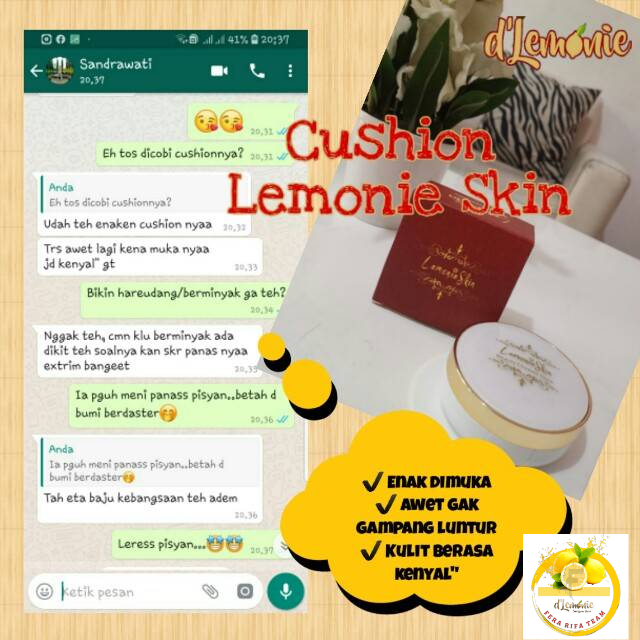 41% 20:37
Sandrawati
20,37
20,31
Eh tos dicobi cushionnya? 20,31
Anda
Eh tos dicobi cushionnya?
Udah teh enaken cushion nyaa 20,32
Trs awet lagi kena muka nyaa
jd kenyal" gt 20,33
Bikin hareudang/berminyak ga teh?
20,34
Nggak teh, cmn klu berminyak ada
dikit teh soalnya kan skr panas nyaa
extrim bangeet 20,35
Ia pguh meni panass pisyan..betah d
bumi berdaster 20,36
Anda
Ia pguh meni panass pisyan..betah d
bumi berdaster
Tah eta baju kebangsaan teh adem
20,36
Leress pisyan... 20,37
Ketik pesan
d'Lemonie
Cushion
Lemonie Skin
Lemonie Skin
Lemonie Skin
✓ Enak dimuka
✓ Awet gak
gampang luntur
✓ Kulit berasa
kenyal"
d'Lemonie
FERA RIFA TEAM